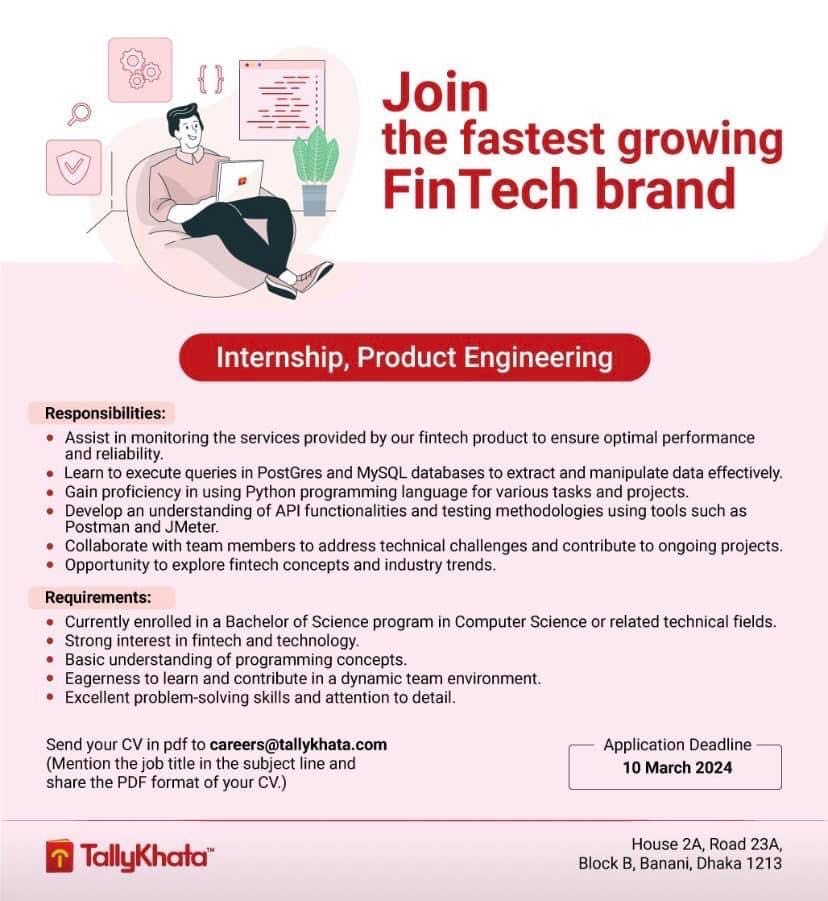 Join
the fastest growing
FinTech brand
Internship, Product Engineering
Responsibilities:
• Assist in monitoring the services provided by our fintech product to ensure optimal performance
and reliability.
• Learn to execute queries in PostGres and MySQL databases to extract and manipulate data effectively.
• Gain proficiency in using Python programming language for various tasks and projects.
• Develop an understanding of API functionalities and testing methodologies using tools such as
Postman and JMeter.
• Collaborate with team members to address technical challenges and contribute to ongoing projects.
• Opportunity to explore fintech concepts and industry trends.
Requirements:
• Currently enrolled in a Bachelor of Science program in Computer Science or related technical fields.
• Strong interest in fintech and technology.
• Basic understanding of programming concepts.
• Eagerness to learn and contribute in a dynamic team environment.
• Excellent problem-solving skills and attention to detail.
Send your CV in pdf to careers@tallykhata.com
(Mention the job title in the subject line and
share the PDF format of your CV.)
Application Deadline
10 March 2024
TallyKhata™
House 2A, Road 23A,
Block B, Banani, Dhaka 1213